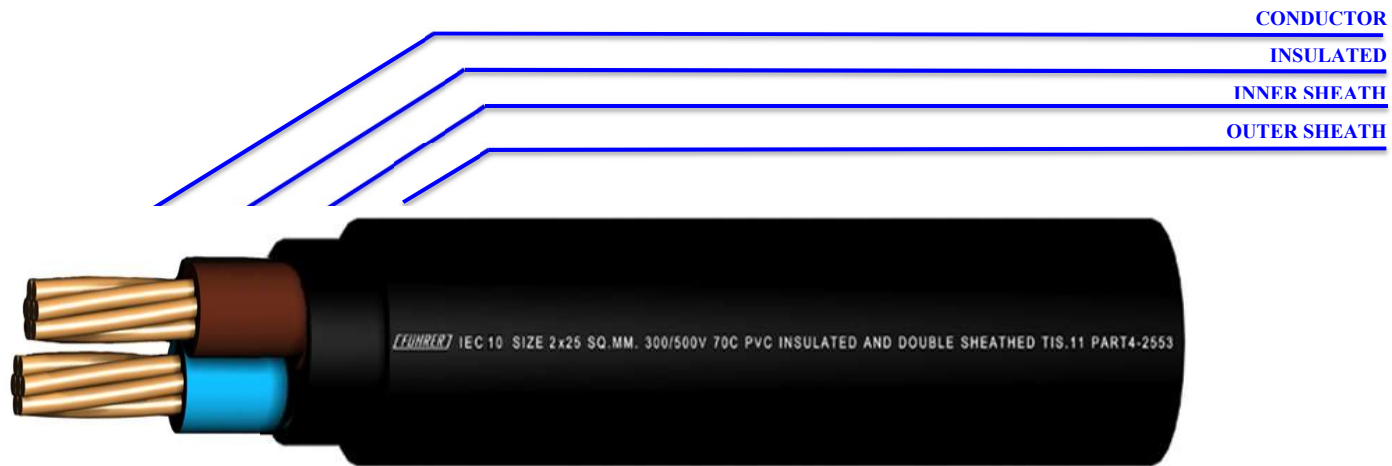 CONDUCTOR
INSULATED
INNER SHEATH
OUTER SHEATH
FUHRER IEC 10 SIZE 2x25 SQ.MM. 300/500V 70C PVC INSULATED AND DOUBLE SHEATHED TIS.11 PART4-2553